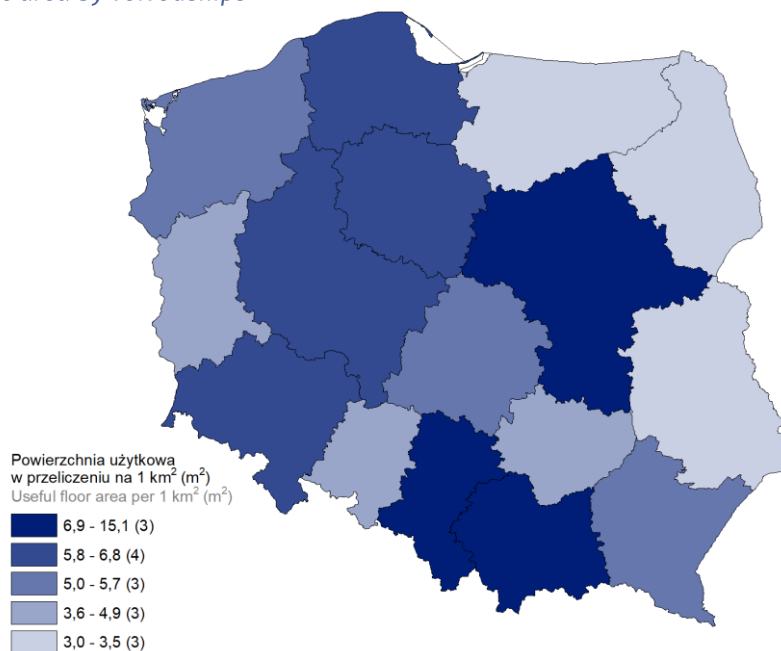 Powierzchnia użytkowa
w przeliczeniu na 1 km² (m²)
Useful floor area per 1 km² (m²)
6,9 - 15,1 (3)
5,8 - 6,8 (4)
5,0 - 5,7 (3)
3,6 - 4,9 (3)
3,0 - 3,5 (3)